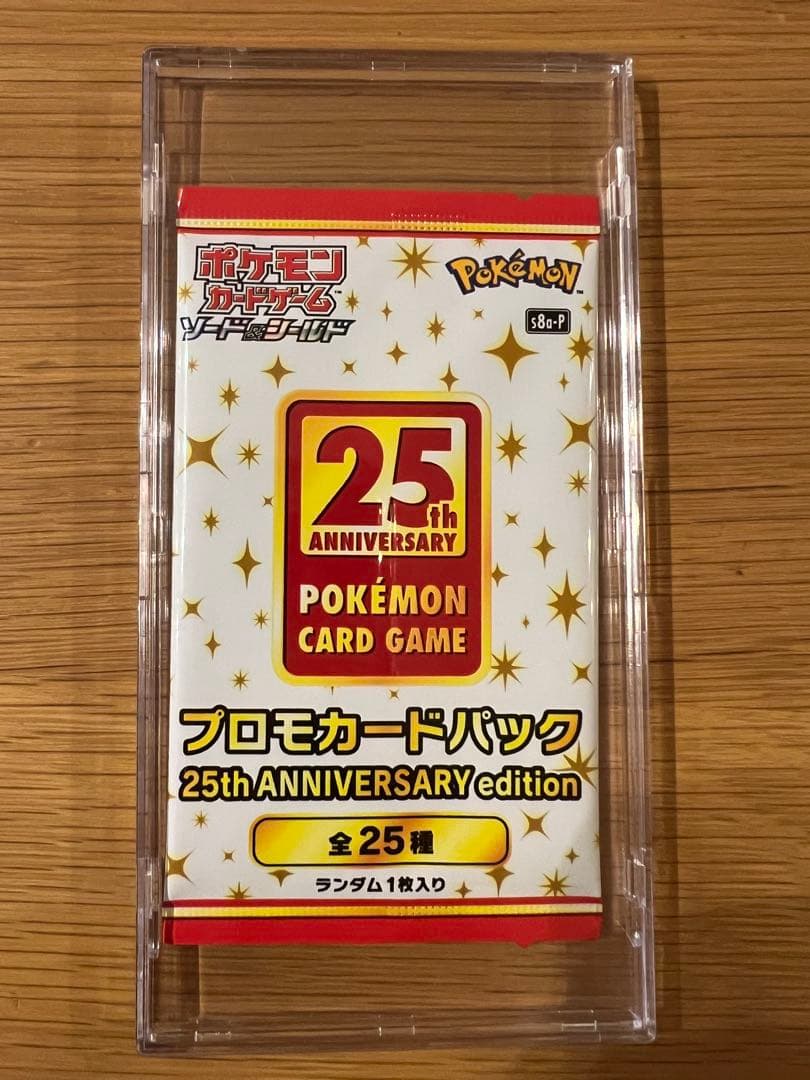 ポケモン
カードゲーム
ソード&シールド
POKéMON
s8a-P
25th
ANNIVERSARY
POKÉMON
CARD GAME
プロモカードパック
25th ANNIVERSARY edition
全25種
ランダム1枚入り